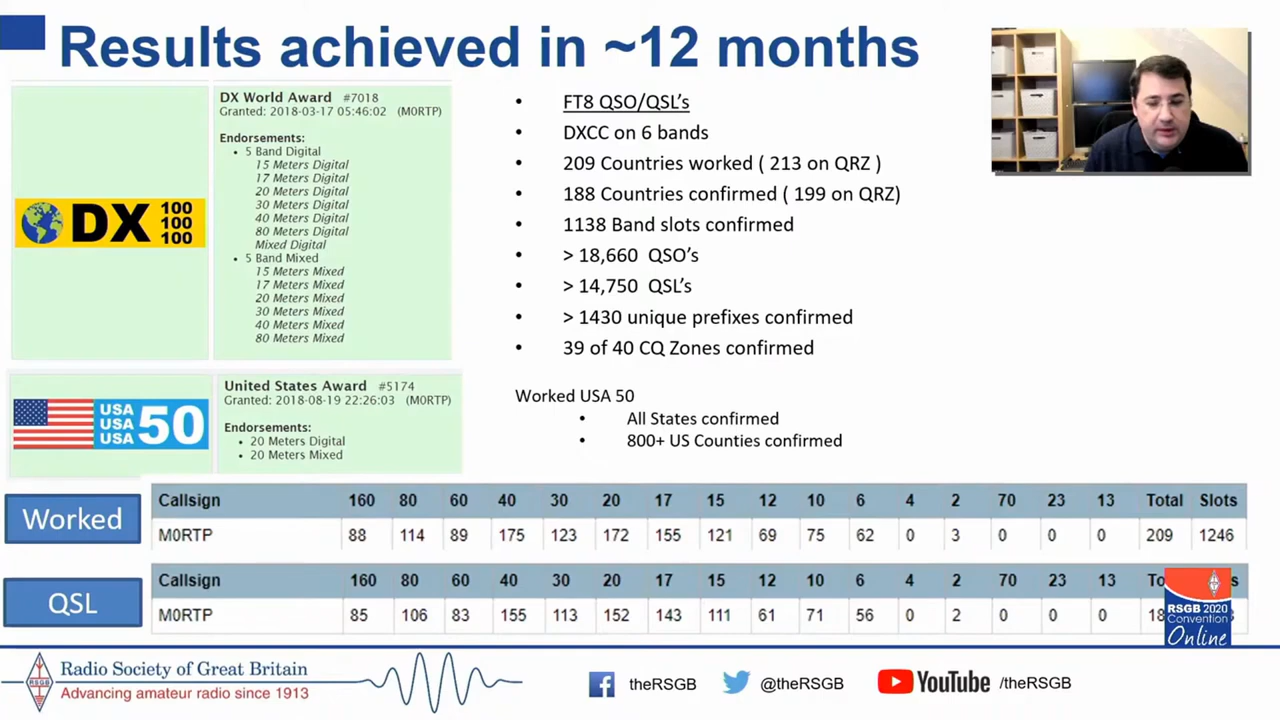 Results achieved in ~12 months
DX World Award #7018
Granted: 2018-03-17 05:46:02 (M0RTP)
Endorsements:
• 5 Band Digital
15 Meters Digital
17 Meters Digital
20 Meters Digital
30 Meters Digital
40 Meters Digital
80 Meters Digital
Mixed Digital
• 5 Band Mixed
15 Meters Mixed
17 Meters Mixed
20 Meters Mixed
30 Meters Mixed
40 Meters Mixed
80 Meters Mixed
DX 100
100
100
• FT8 QSO/QSL's
• DXCC on 6 bands
• 209 Countries worked ( 213 on QRZ )
• 188 Countries confirmed ( 199 on QRZ)
• 1138 Band slots confirmed
• > 18,660 QSO's
• > 14,750 QSL's
• > 1430 unique prefixes confirmed
• 39 of 40 CQ Zones confirmed
USA
USA
USA
50
United States Award #5174
Granted: 2018-08-19 22:26:03 (M0RTP)
Endorsements:
• 20 Meters Digital
• 20 Meters Mixed
Worked USA 50
• All States confirmed
• 800+ US Counties confirmed
Worked
Callsign 160 80 60 40 30 20 17 15 12 10 6 4 2 70 23 13 Total Slots
M0RTP 88 114 89 175 123 172 155 121 69 75 62 0 3 0 0 0 209 1246
QSL
Callsign 160 80 60 40 30 20 17 15 12 10 6 4 2 70 23 13
M0RTP 85 106 83 155 113 152 143 111 61 71 56 0 2 0 0 0
RSGB 2020
Convention
Online
Radio Society of Great Britain
Advancing amateur radio since 1913
theRSGB
@theRSGB
YouTube /theRSGB